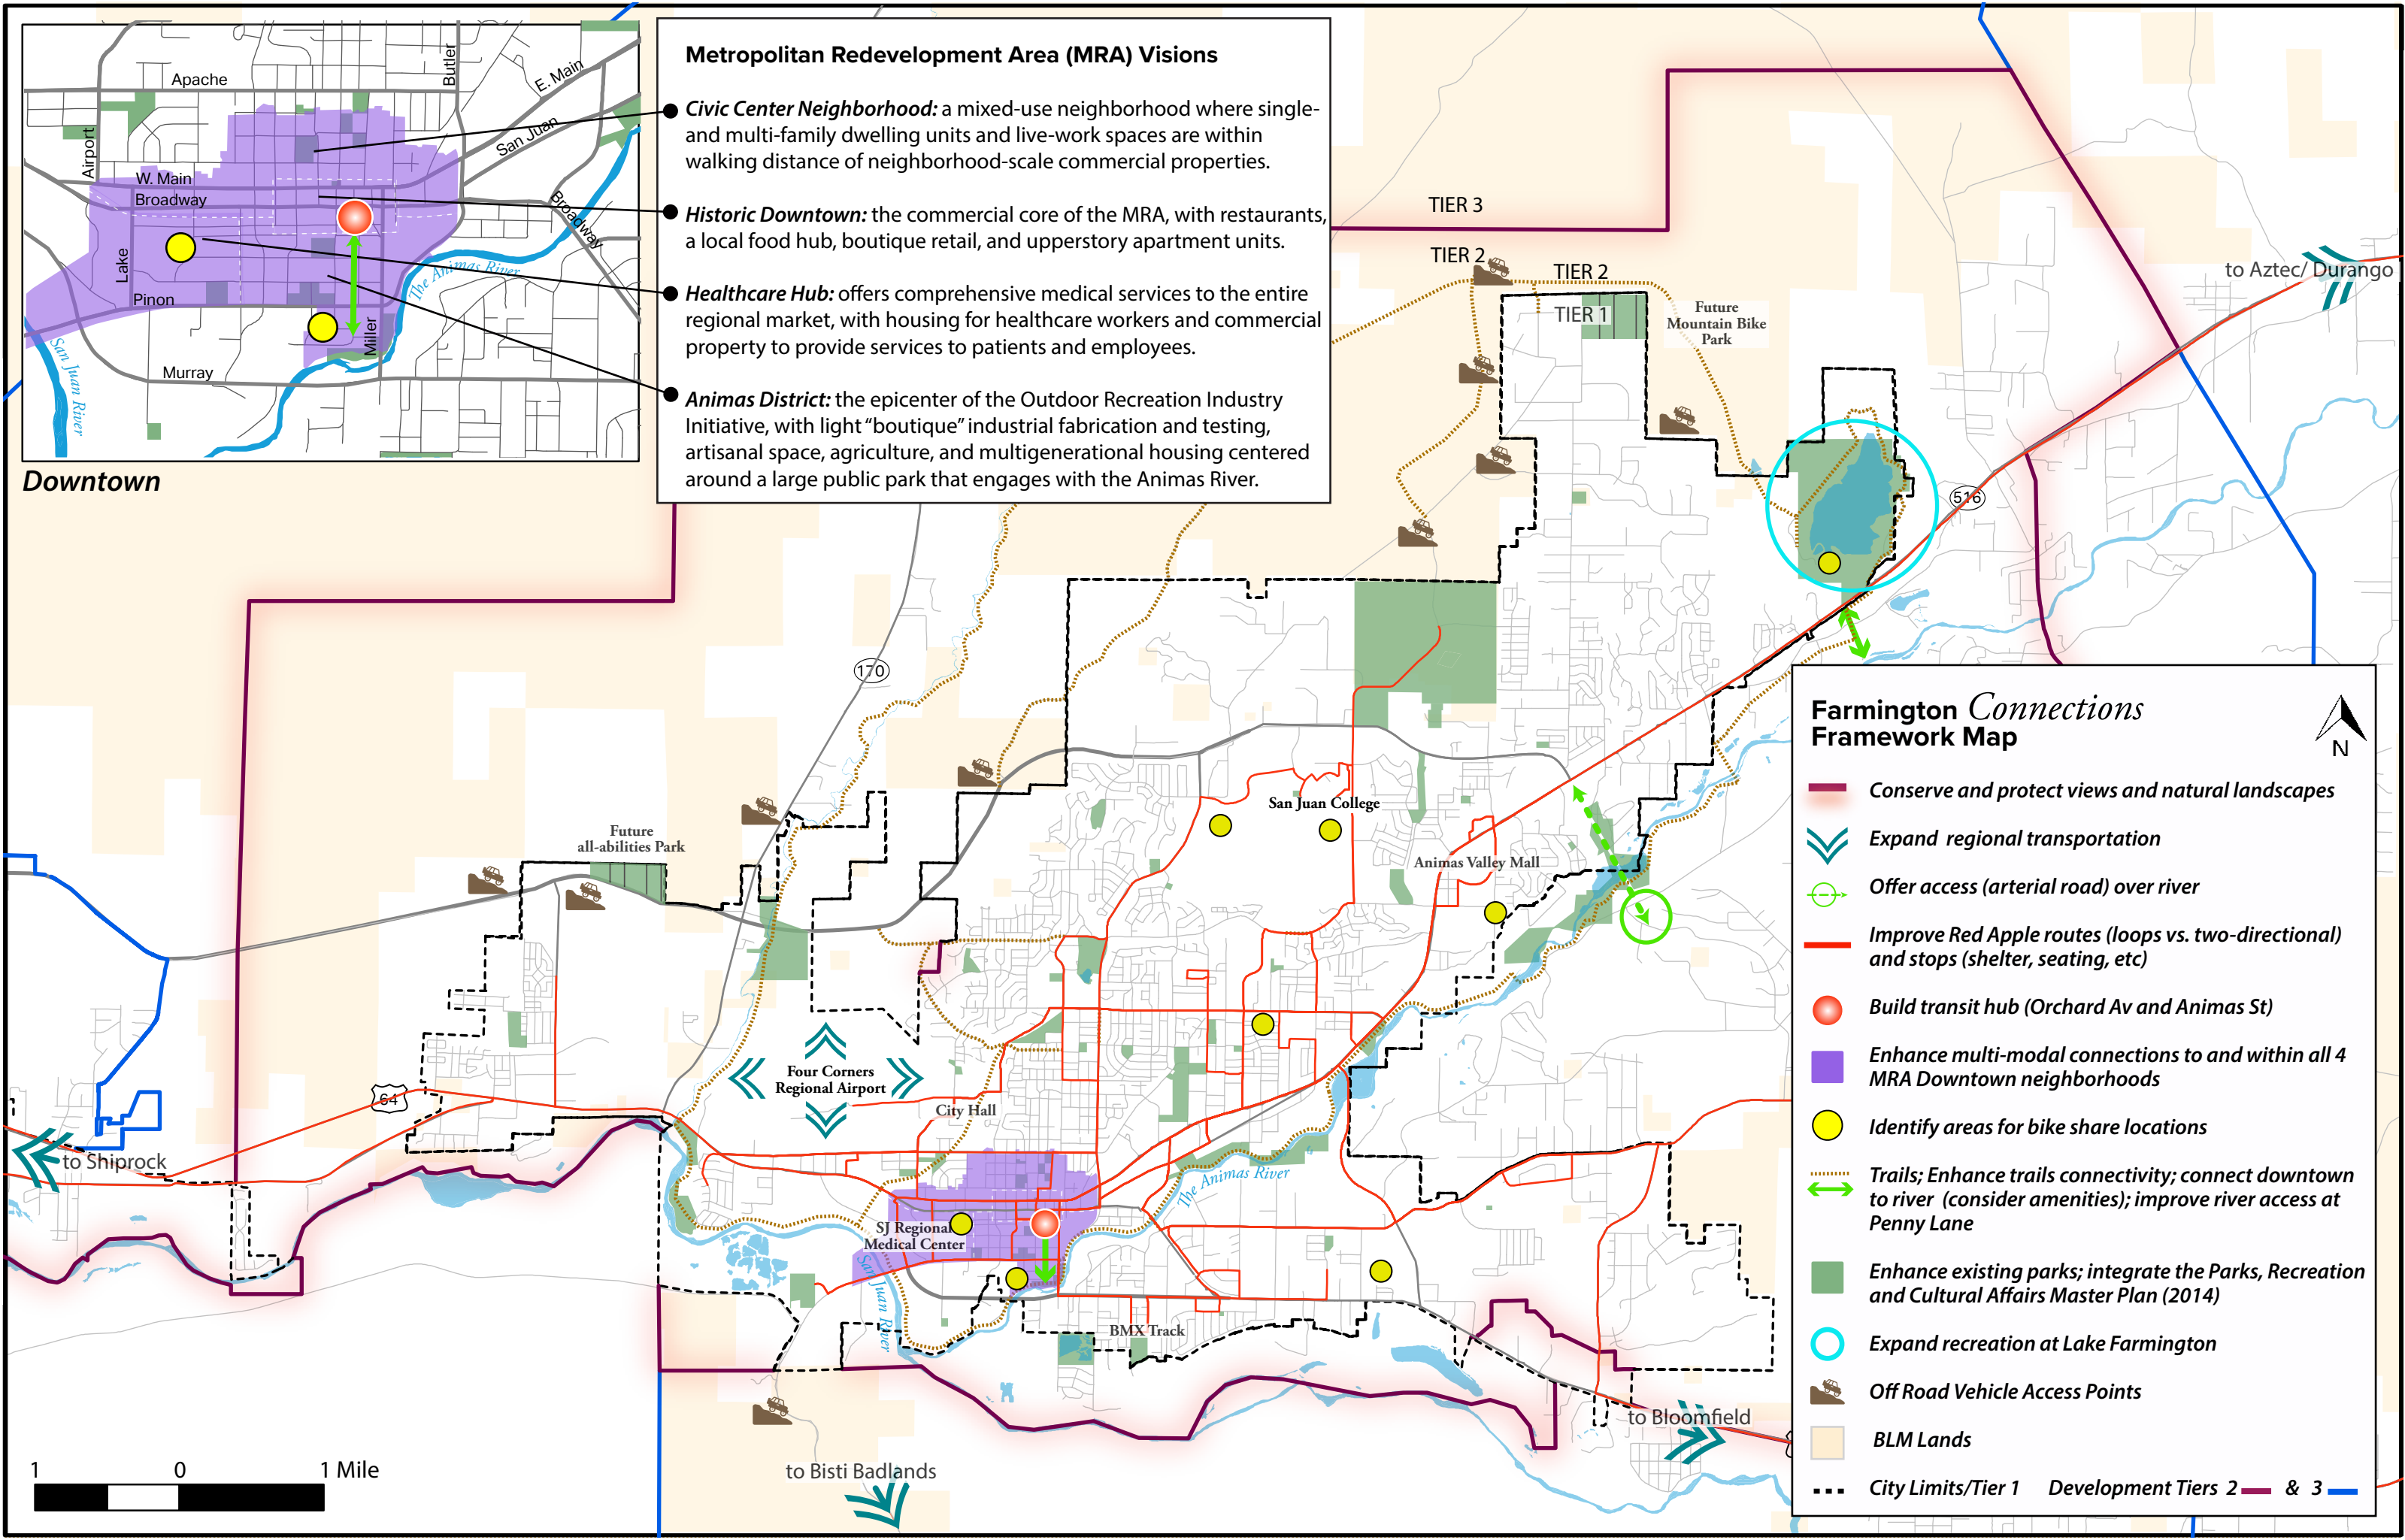 Apache
Butler
E. Main
San Juan
Airport
W. Main
Broadway
Broadway
Lake
The Animas River
Pinon
Miller
San Juan River
Murray
Downtown
Metropolitan Redevelopment Area (MRA) Visions
Civic Center Neighborhood: a mixed-use neighborhood where single-
and multi-family dwelling units and live-work spaces are within
walking distance of neighborhood-scale commercial properties.
Historic Downtown: the commercial core of the MRA, with restaurants,
a local food hub, boutique retail, and upperstory apartment units.
Healthcare Hub: offers comprehensive medical services to the entire
regional market, with housing for healthcare workers and commercial
property to provide services to patients and employees.
Animas District: the epicenter of the Outdoor Recreation Industry
Initiative, with light “boutique” industrial fabrication and testing,
artisanal space, agriculture, and multigenerational housing centered
around a large public park that engages with the Animas River.
TIER 3
TIER 2
TIER 2
TIER 1
Future
Mountain Bike
Park
to Aztec/ Durango
516
170
San Juan College
Future
all-abilities Park
Animas Valley Mall
Four Corners
Regional Airport
City Hall
64
to Shiprock
The Animas River
SJ Regional
Medical Center
San Juan River
BMX Track
to Bloomfield
to Bisti Badlands
1 0 1 Mile
Farmington Connections
Framework Map
N
Conserve and protect views and natural landscapes
Expand regional transportation
Offer access (arterial road) over river
Improve Red Apple routes (loops vs. two-directional)
and stops (shelter, seating, etc)
Build transit hub (Orchard Av and Animas St)
Enhance multi-modal connections to and within all 4
MRA Downtown neighborhoods
Identify areas for bike share locations
Trails; Enhance trails connectivity; connect downtown
to river (consider amenities); improve river access at
Penny Lane
Enhance existing parks; integrate the Parks, Recreation
and Cultural Affairs Master Plan (2014)
Expand recreation at Lake Farmington
Off Road Vehicle Access Points
BLM Lands
City Limits/Tier 1 Development Tiers 2 & 3